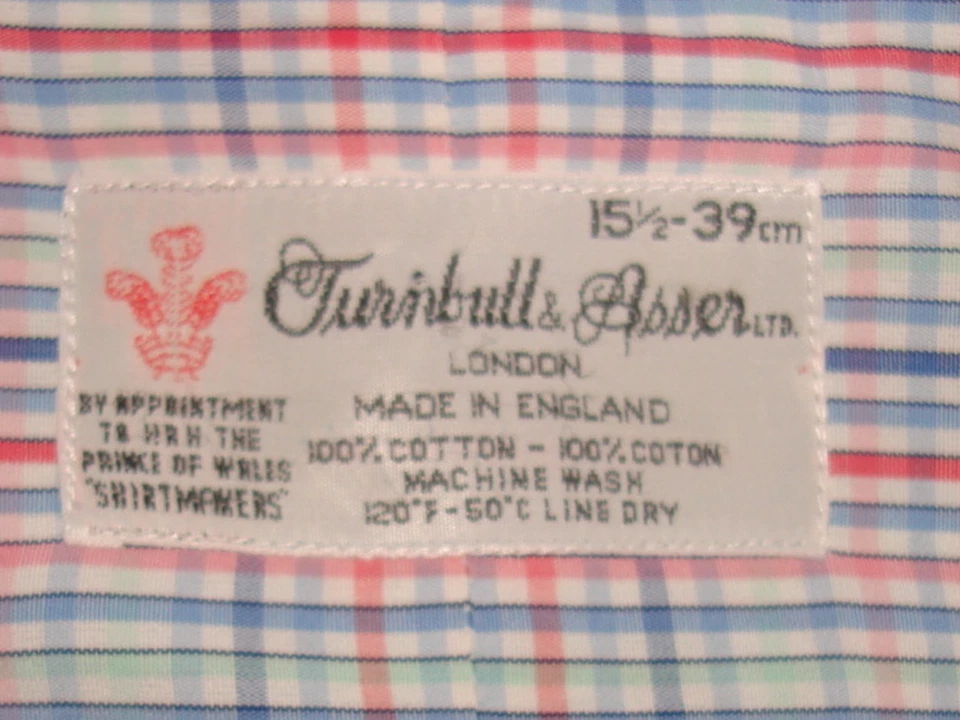 15½-39cm
Turnbull & Asser LTD.
LONDON
MADE IN ENGLAND
100% COTTON - 100% COTON
MACHINE WASH
120°F-50°C LINE DRY
BY APPOINTMENT
TO HRH THE
PRINCE OF WALES
"SHIRTMAKERS"